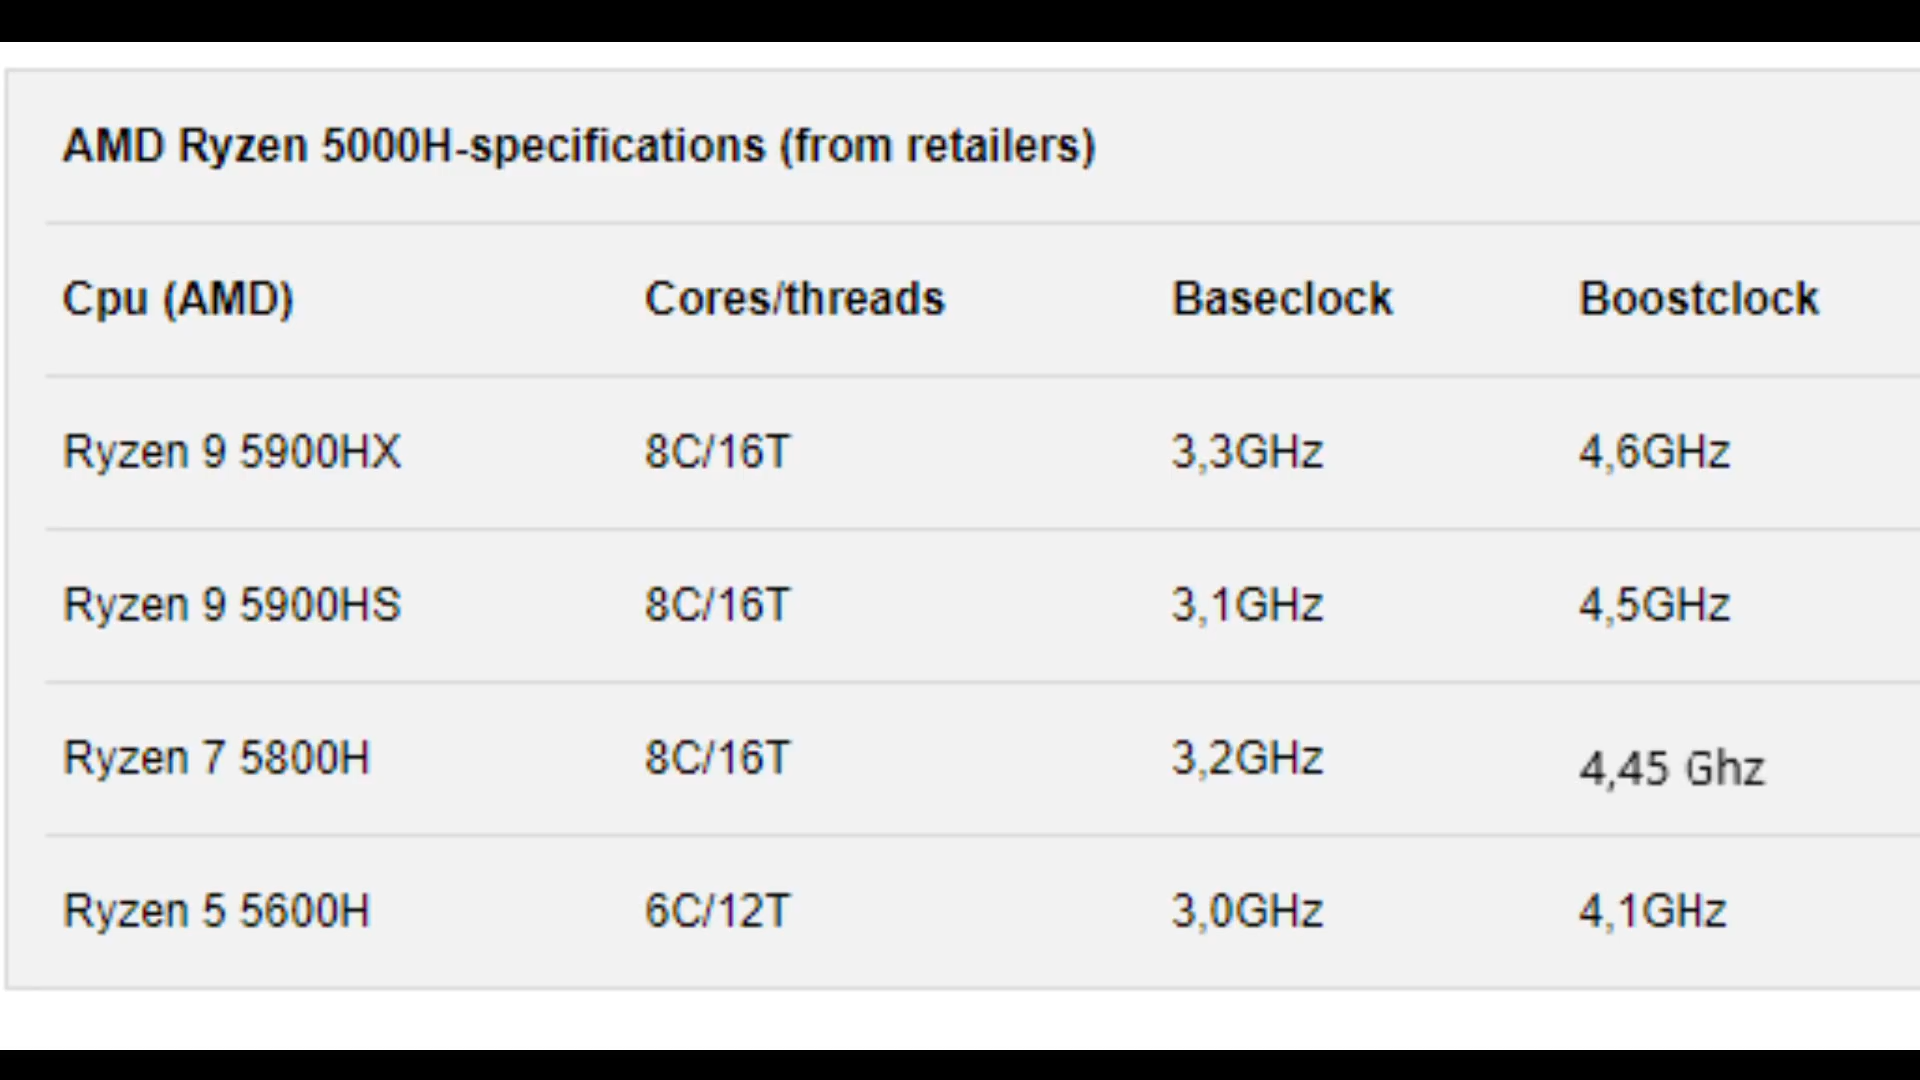 AMD Ryzen 5000H-specifications (from retailers)
Cpu (AMD) Cores/threads Baseclock Boostclock
Ryzen 9 5900HX 8C/16T 3,3GHz 4,6GHz
Ryzen 9 5900HS 8C/16T 3,1GHz 4,5GHz
Ryzen 7 5800H 8C/16T 3,2GHz 4,45 Ghz
Ryzen 5 5600H 6C/12T 3,0GHz 4,1GHz